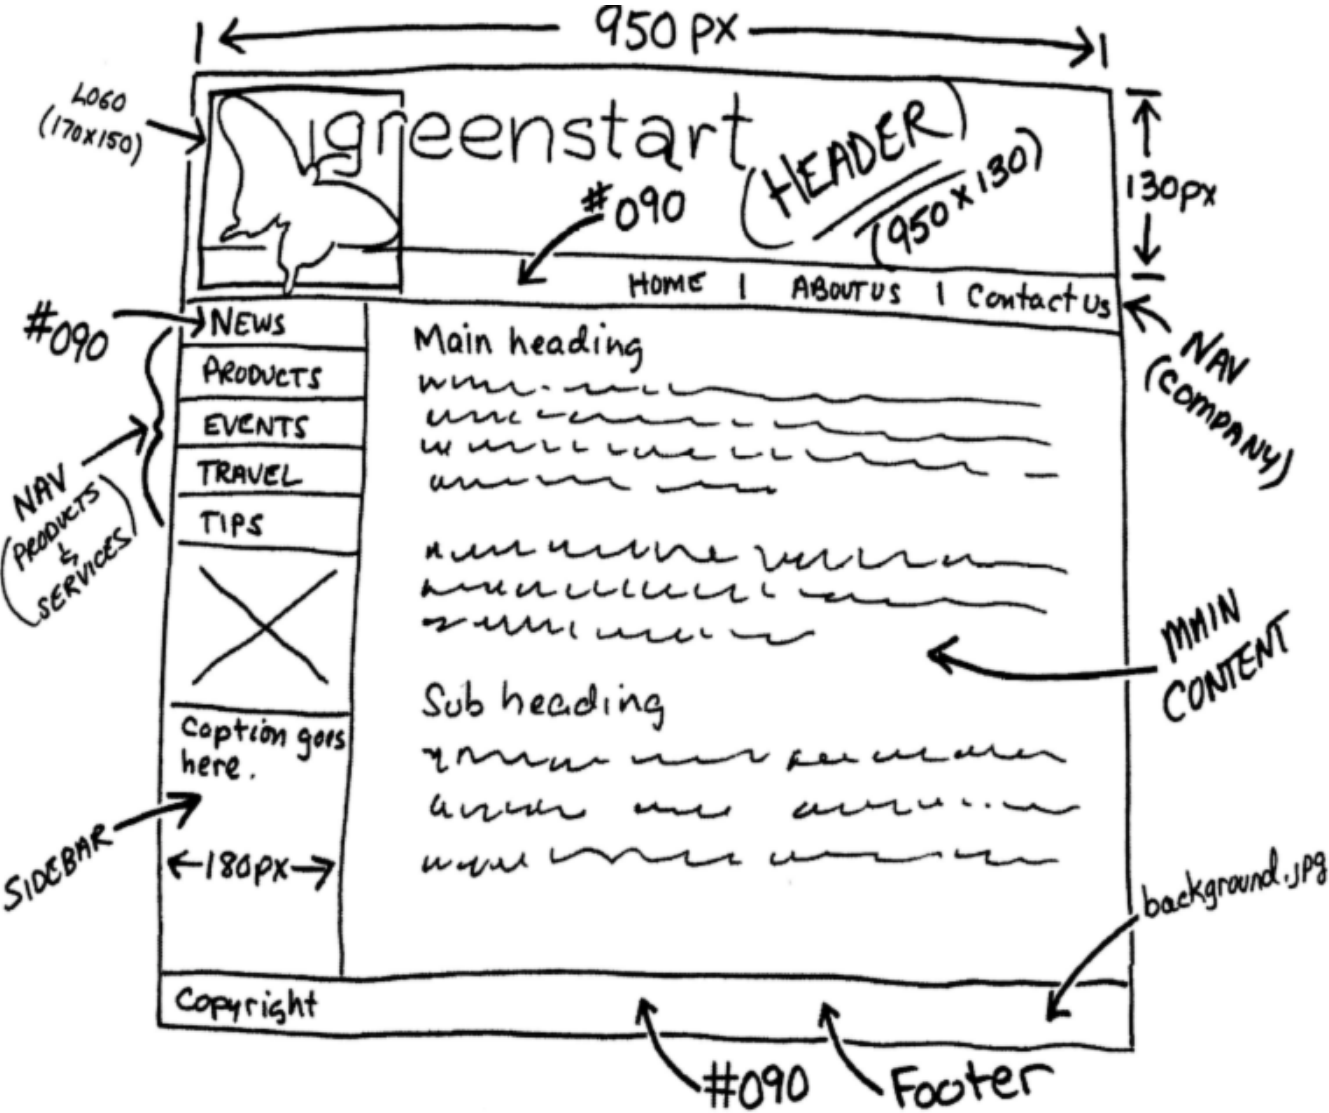 950 PX
LOGO
(170x150)
greenstart
(HEADER)
(950 x 130)
130px
#090
HOME | ABOUT US | Contact Us
#090
NEWS
PRODUCTS
EVENTS
TRAVEL
TIPS
NAV
(PRODUCTS
&
SERVICES)
NAV
(COMPANY)
Main heading
MAIN
CONTENT
Sub heading
Caption goes
here.
SIDEBAR
180px
background.jpg
Copyright
#090
Footer